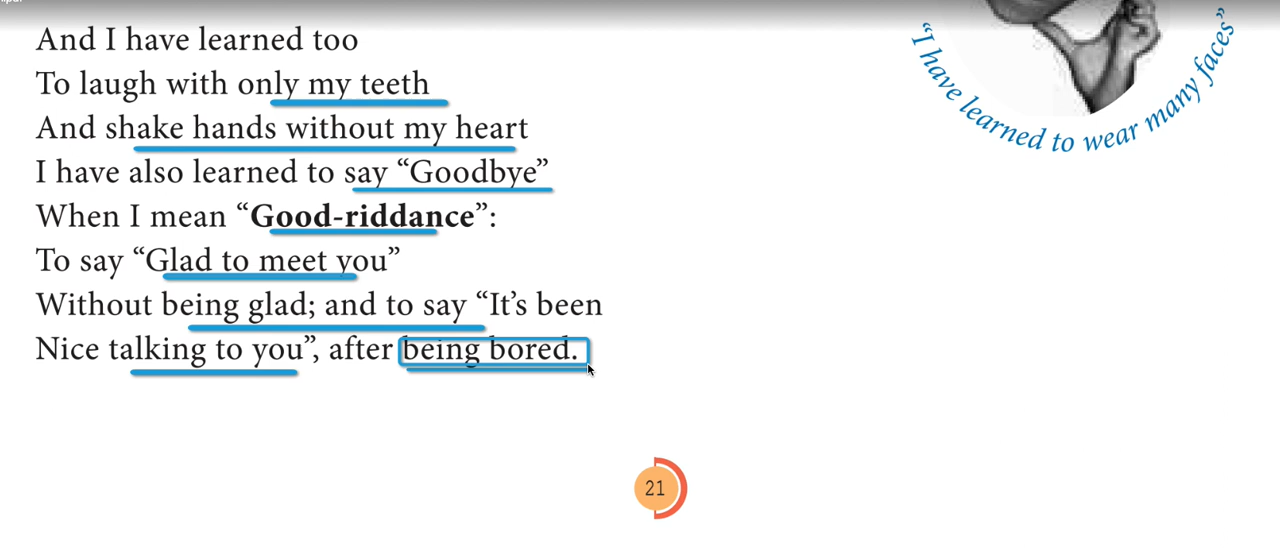 And I have learned too
To laugh with only my teeth
And shake hands without my heart
I have also learned to say “Goodbye”
When I mean “Good-riddance”:
To say “Glad to meet you”
Without being glad; and to say “It’s been
Nice talking to you”, after being bored.
“I have learned to wear many faces”
21